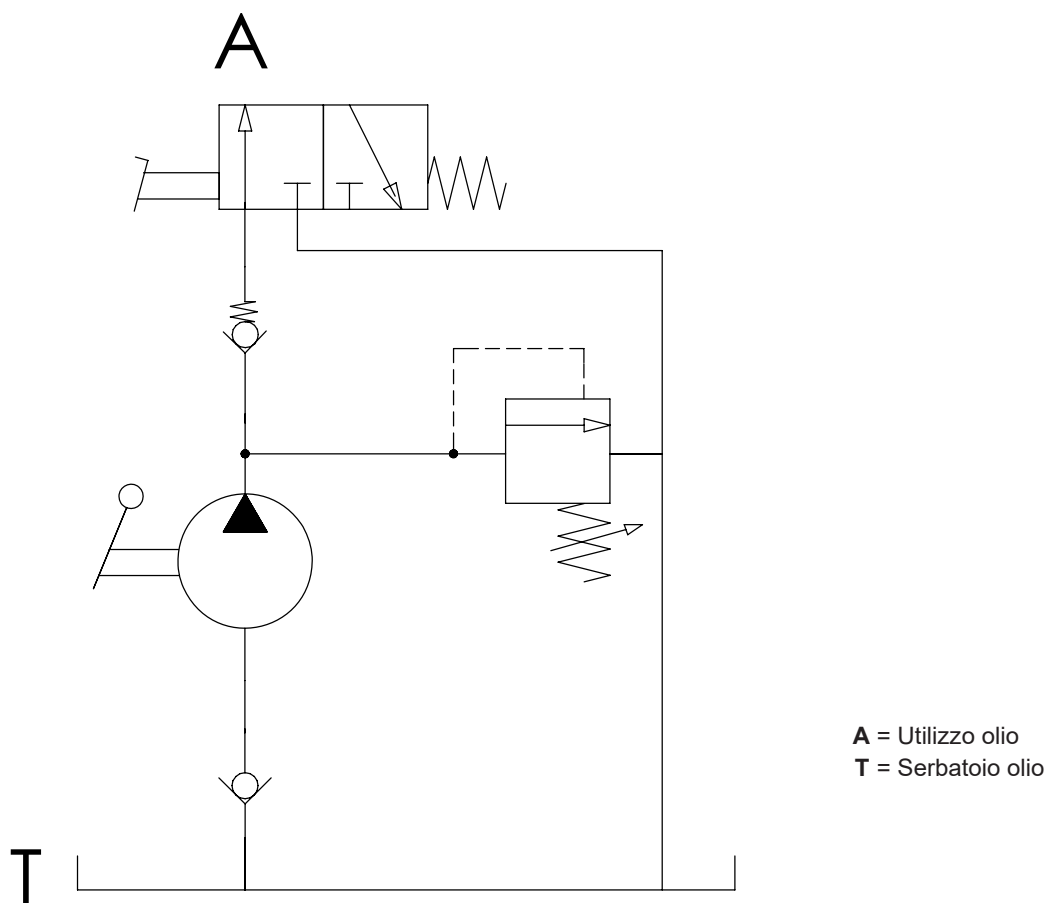 A
A = Utilizzo olio
T = Serbatoio olio
T